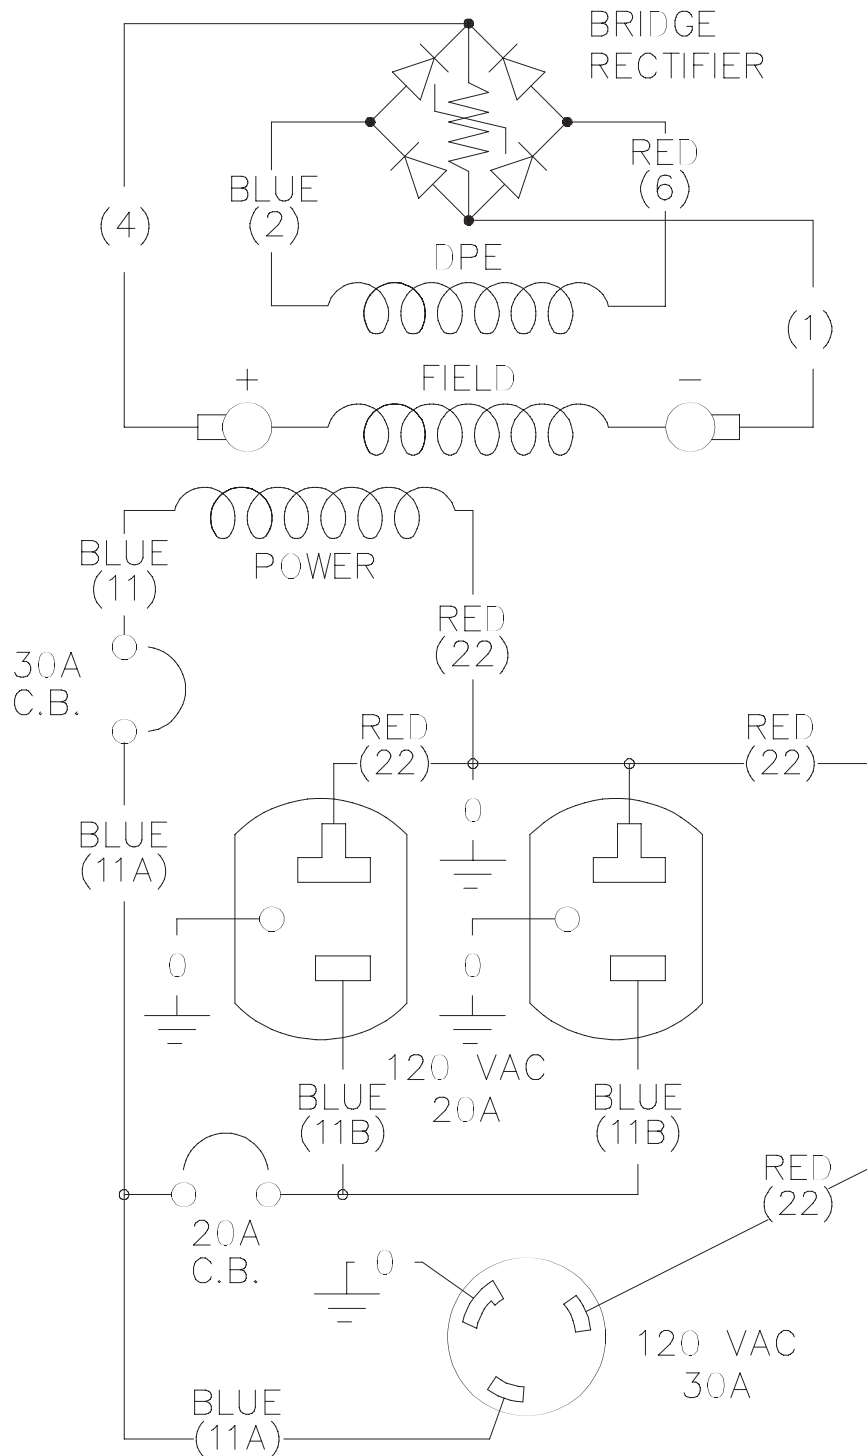 BRIDGE
RECTIFIER
BLUE
(2)
RED
(6)
(4)
DPE
(1)
+
FIELD
−
BLUE
(11)
POWER
RED
(22)
30A
C.B.
RED
(22)
RED
(22)
0
BLUE
(11A)
0
0
120 VAC
20A
BLUE
(11B)
BLUE
(11B)
RED
(22)
20A
C.B.
0
120 VAC
30A
BLUE
(11A)